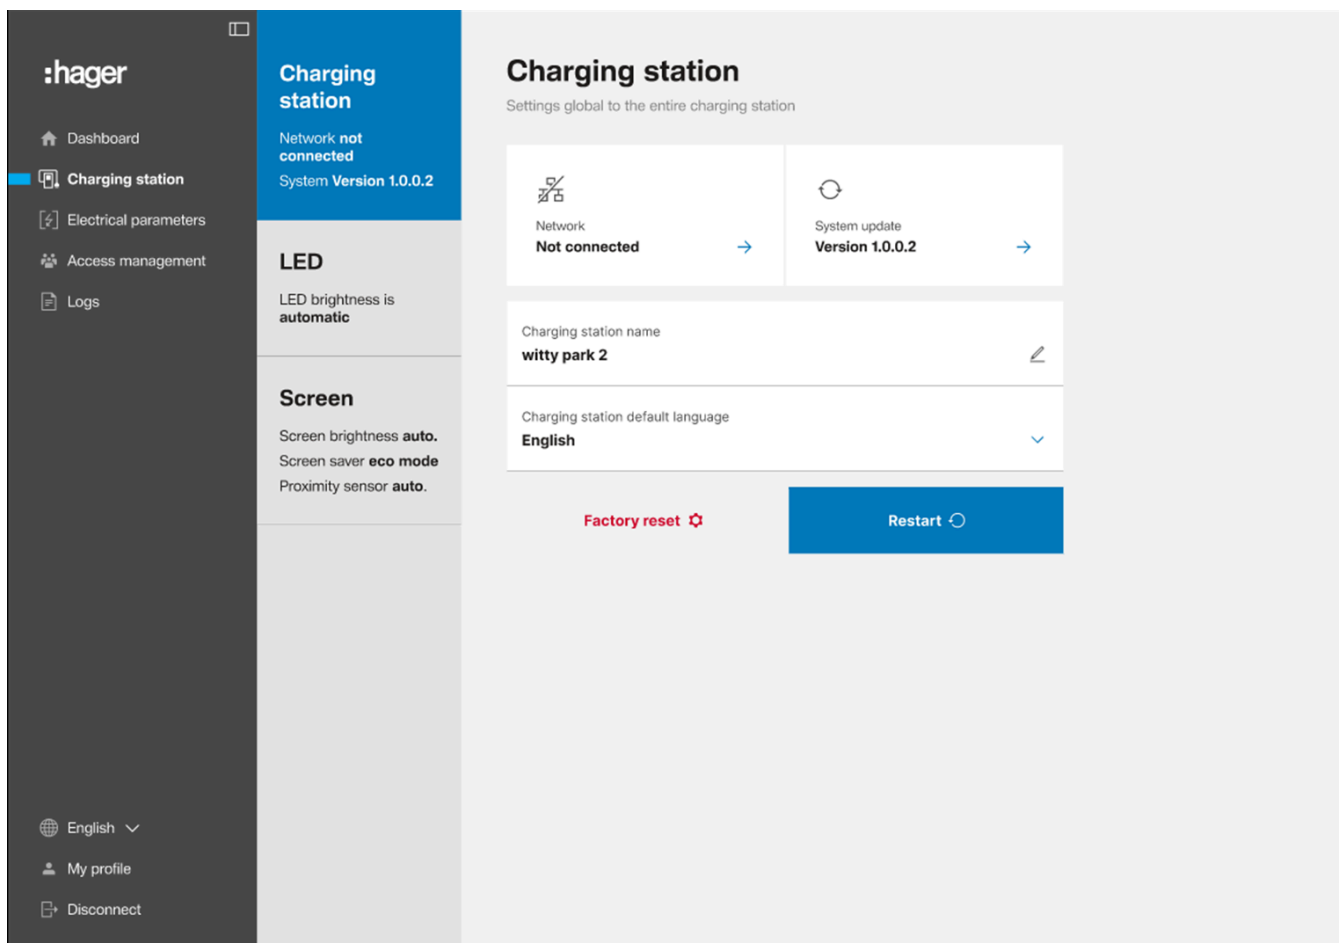 :hager
Dashboard
Charging station
Electrical parameters
Access management
Logs
English
My profile
Disconnect
Charging
station
Network not
connected
System Version 1.0.0.2
LED
LED brightness is
automatic
Screen
Screen brightness auto.
Screen saver eco mode
Proximity sensor auto.
Charging station
Settings global to the entire charging station
Network
Not connected
System update
Version 1.0.0.2
Charging station name
witty park 2
Charging station default language
English
Factory reset
Restart